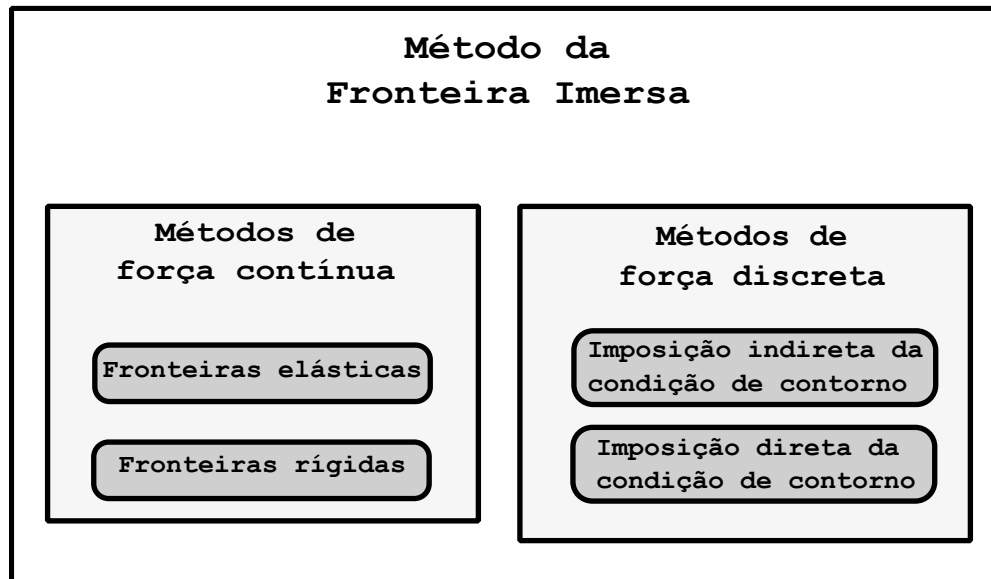 Método da
Fronteira Imersa
Métodos de
força contínua
Fronteiras elásticas
Fronteiras rígidas
Métodos de
força discreta
Imposição indireta da
condição de contorno
Imposição direta da
condição de contorno